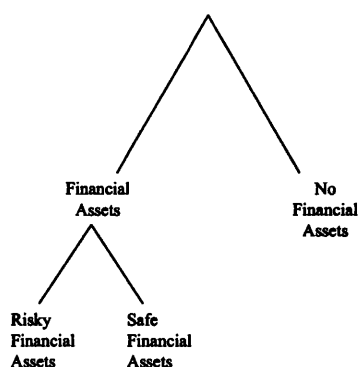 Financial
Assets
No
Financial
Assets
Risky
Financial
Assets
Safe
Financial
Assets